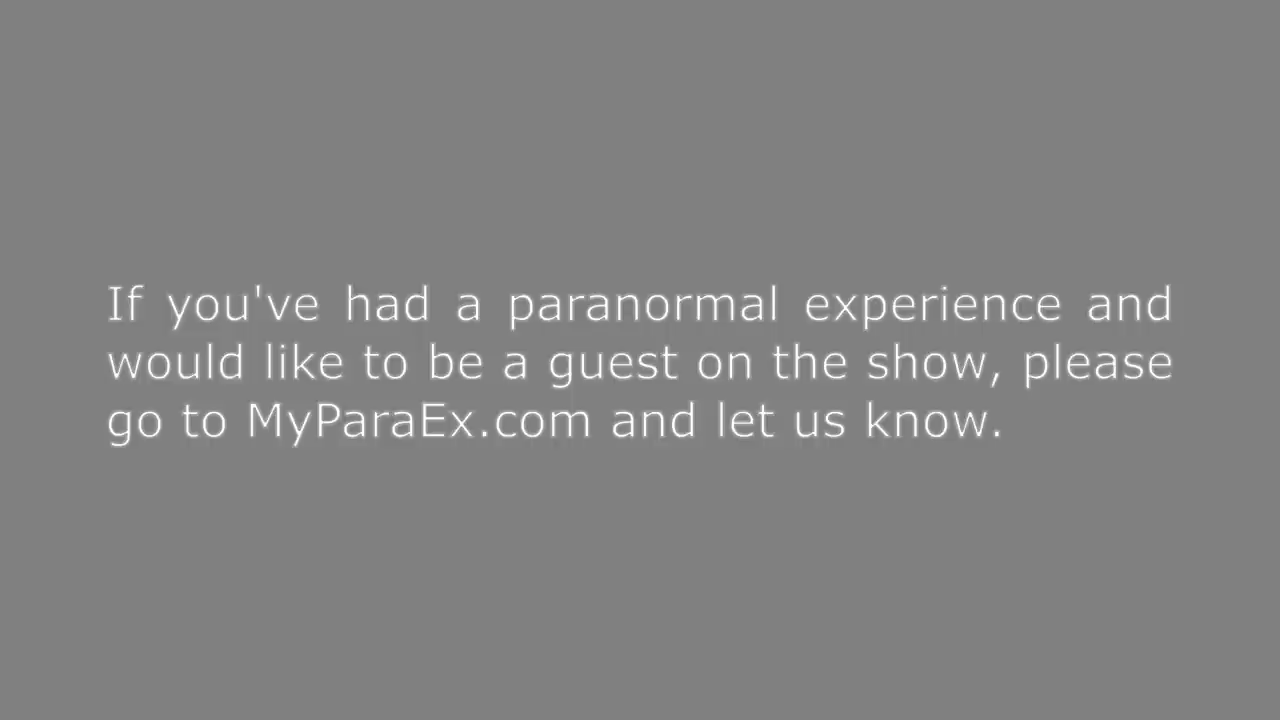 If you've had a paranormal experience and
would like to be a guest on the show, please
go to MyParaEx.com and let us know.